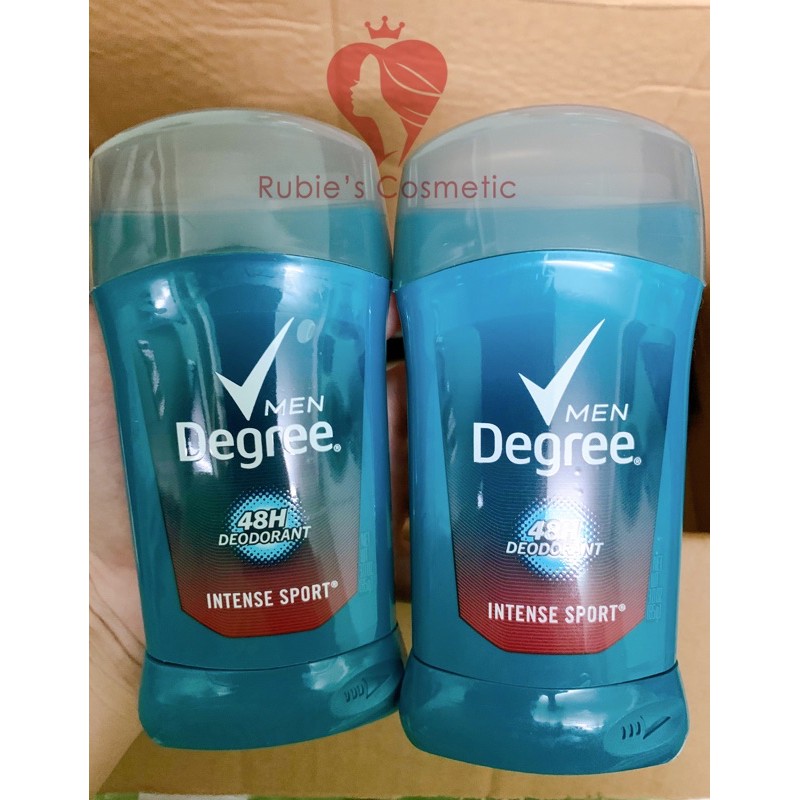 Rubie's Cosmetic
MEN
Degree®
48H
DEODORANT
INTENSE SPORT®
MEN
Degree®
48H
DEODORANT
INTENSE SPORT®